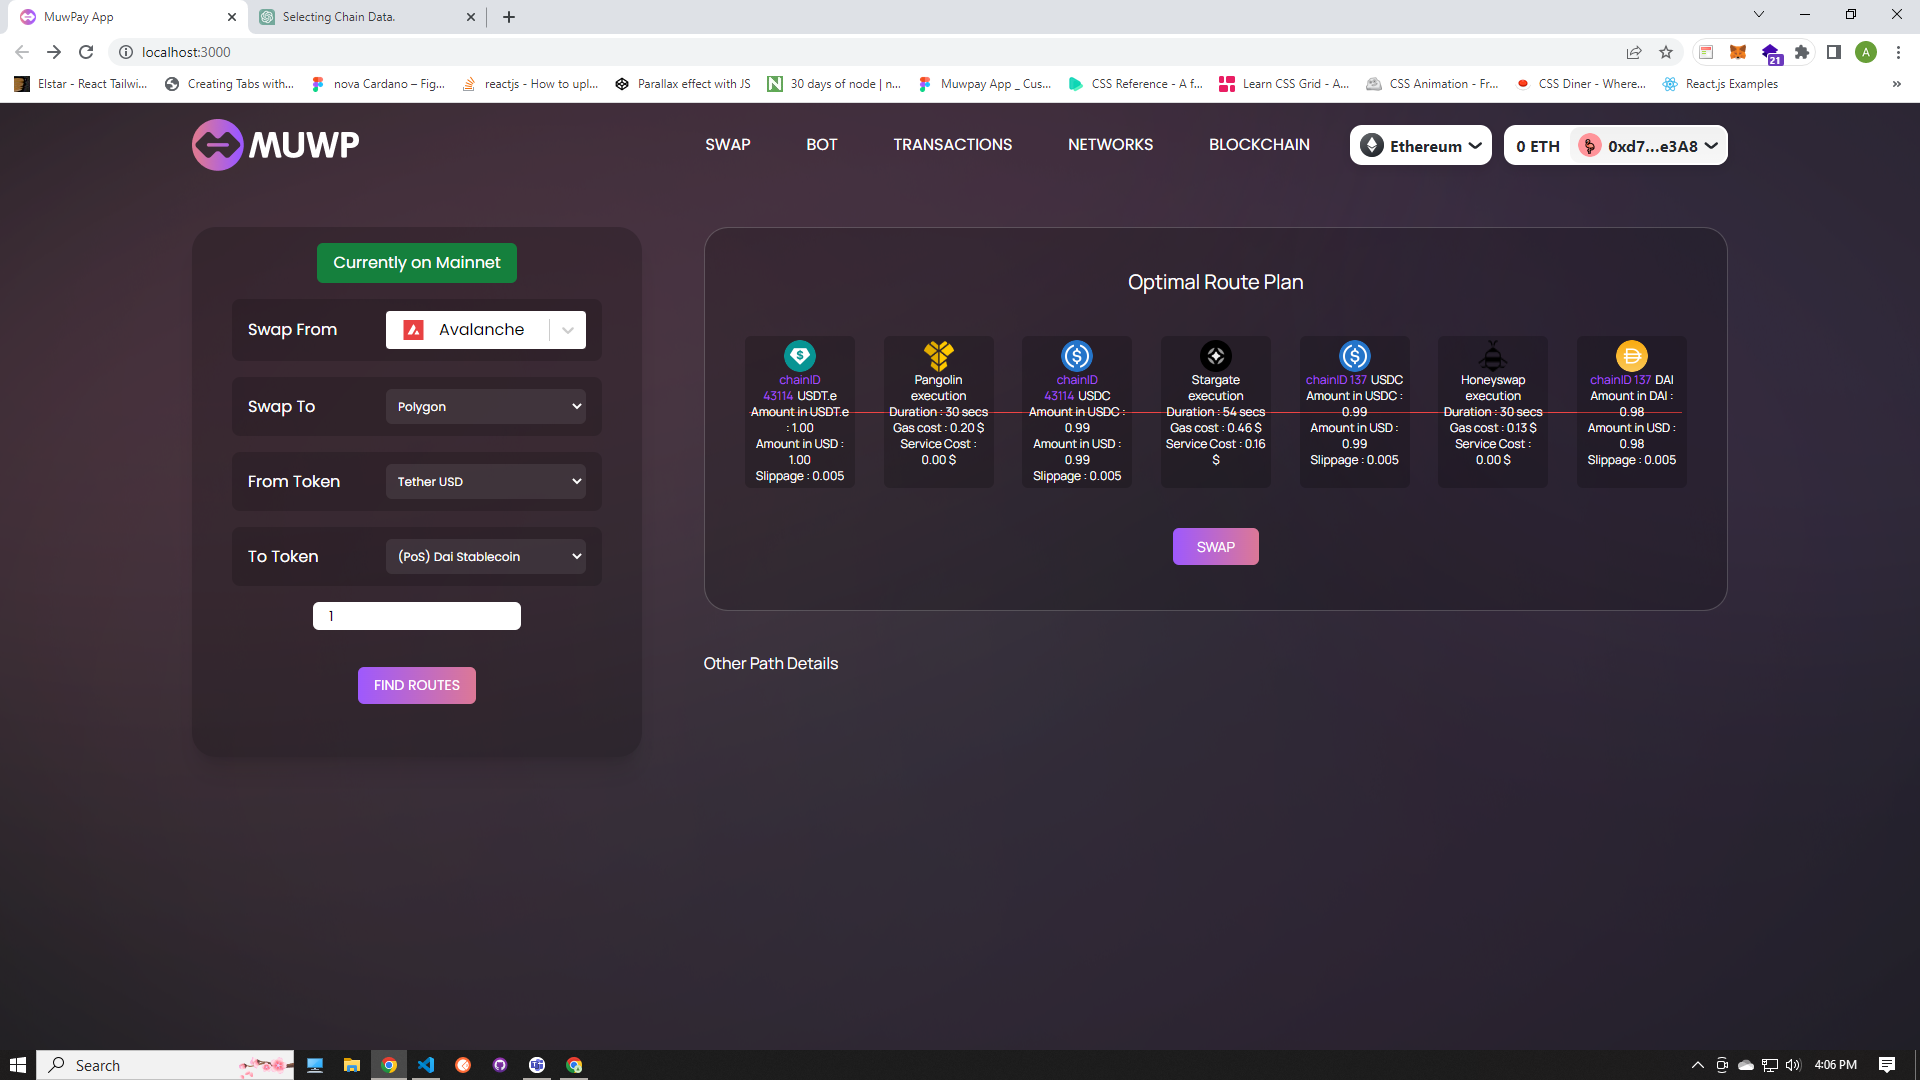 MuwPay App
Selecting Chain Data.
localhost:3000
21
A
Elstar - React Tailwi...
Creating Tabs with...
nova Cardano – Fig...
reactjs - How to upl...
Parallax effect with JS
30 days of node | n...
Muwpay App _ Cus...
CSS Reference - A f...
Learn CSS Grid - A...
CSS Animation - Fr...
CSS Diner - Where...
React.js Examples
»
MUWP
SWAP
BOT
TRANSACTIONS
NETWORKS
BLOCKCHAIN
Ethereum
0 ETH
0xd7...e3A8
Currently on Mainnet
Swap From
Avalanche
Swap To
Polygon
From Token
Tether USD
To Token
(PoS) Dai Stablecoin
1
FIND ROUTES
Optimal Route Plan
chainID
43114 USDT.e
Amount in USDT.e
: 1.00
Amount in USD :
1.00
Slippage : 0.005
Pangolin
execution
Duration : 30 secs
Gas cost : 0.20 $
Service Cost :
0.00 $
chainID
43114 USDC
Amount in USDC :
0.99
Amount in USD :
0.99
Slippage : 0.005
Stargate
execution
Duration : 54 secs
Gas cost : 0.46 $
Service Cost : 0.16
$
chainID 137 USDC
Amount in USDC :
0.99
Amount in USD :
0.99
Slippage : 0.005
Honeyswap
execution
Duration : 30 secs
Gas cost : 0.13 $
Service Cost :
0.00 $
chainID 137 DAI
Amount in DAI :
0.98
Amount in USD :
0.98
Slippage : 0.005
SWAP
Other Path Details
Search
4:06 PM